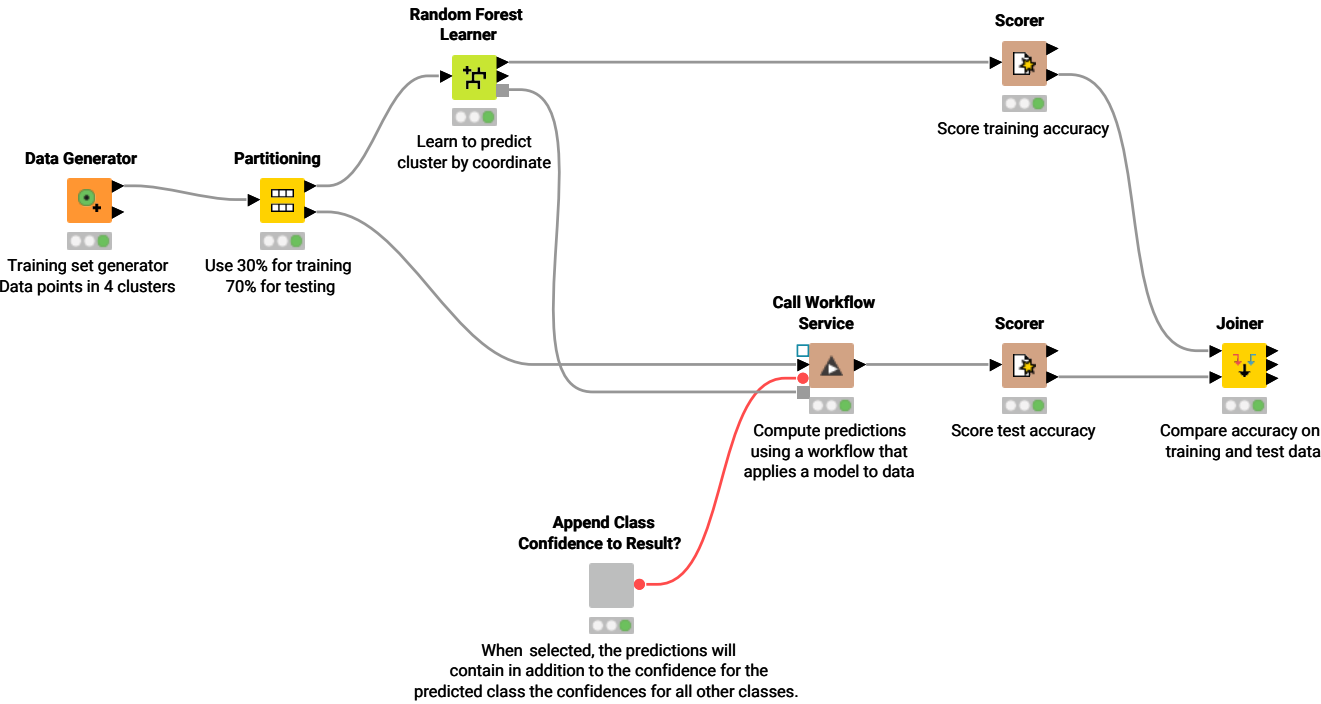 Random Forest
Learner
Learn to predict
cluster by coordinate
Scorer
Score training accuracy
Data Generator
Training set generator
Data points in 4 clusters
Partitioning
Use 30% for training
70% for testing
Call Workflow
Service
Compute predictions
using a workflow that
applies a model to data
Scorer
Score test accuracy
Joiner
Compare accuracy on
training and test data
Append Class
Confidence to Result?
When selected, the predictions will
contain in addition to the confidence for the
predicted class the confidences for all other classes.